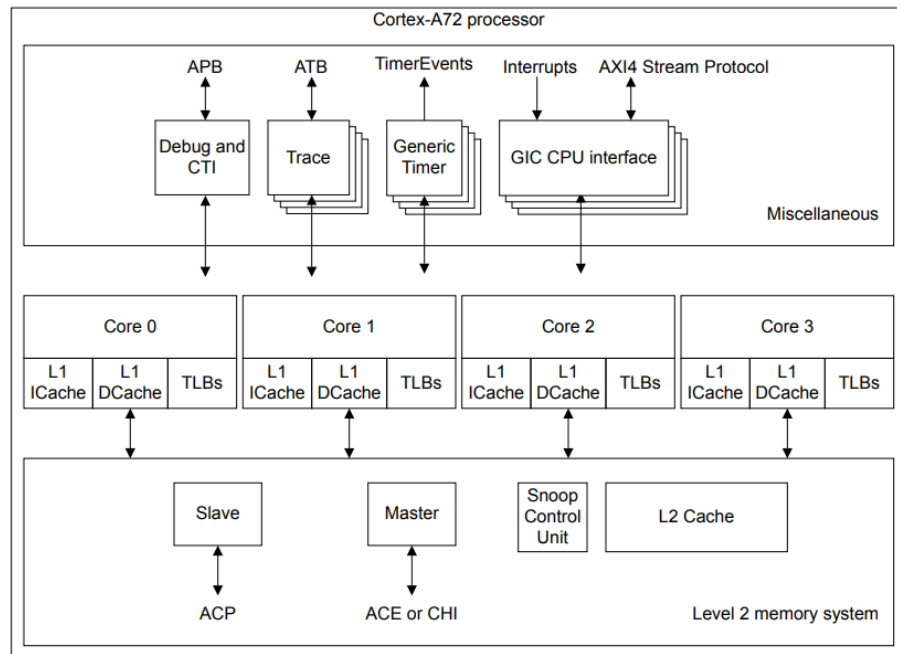 Cortex-A72 processor
APB
ATB
TimerEvents
Interrupts
AXI4 Stream Protocol
Debug and
CTI
Trace
Generic
Timer
GIC CPU interface
Miscellaneous
Core 0
Core 1
Core 2
Core 3
L1
ICache
L1
DCache
TLBs
L1
ICache
L1
DCache
TLBs
L1
ICache
L1
DCache
TLBs
L1
ICache
L1
DCache
TLBs
Slave
Master
Snoop
Control
Unit
L2 Cache
ACP
ACE or CHI
Level 2 memory system